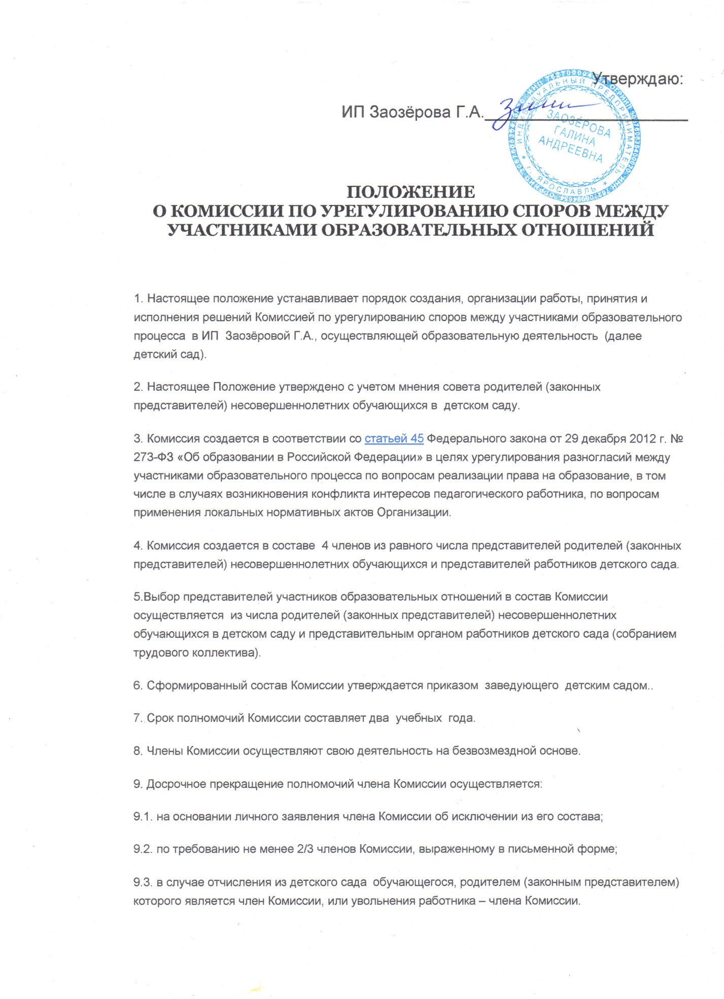 Утверждаю:
ИП Заозёрова Г.А.
ИНДИВИДУАЛЬНЫЙ ПРЕДПРИНИМАТЕЛЬ
ЗАОЗЁРОВА
ГАЛИНА
АНДРЕЕВНА
* г. ЯРОСЛАВЛЬ *
ПОЛОЖЕНИЕ
О КОМИССИИ ПО УРЕГУЛИРОВАНИЮ СПОРОВ МЕЖДУ
УЧАСТНИКАМИ ОБРАЗОВАТЕЛЬНЫХ ОТНОШЕНИЙ
1. Настоящее положение устанавливает порядок создания, организации работы, принятия и
исполнения решений Комиссией по урегулированию споров между участниками образовательного
процесса  в ИП  Заозёровой Г.А., осуществляющей образовательную деятельность  (далее
детский сад).
2. Настоящее Положение утверждено с учетом мнения совета родителей (законных
представителей) несовершеннолетних обучающихся в  детском саду.
3. Комиссия создается в соответствии со статьей 45 Федерального закона от 29 декабря 2012 г. №
273-ФЗ «Об образовании в Российской Федерации» в целях урегулирования разногласий между
участниками образовательного процесса по вопросам реализации права на образование, в том
числе в случаях возникновения конфликта интересов педагогического работника, по вопросам
применения локальных нормативных актов Организации.
4. Комиссия создается в составе  4 членов из равного числа представителей родителей (законных
представителей) несовершеннолетних обучающихся и представителей работников детского сада.
5.Выбор представителей участников образовательных отношений в состав Комиссии
осуществляется  из числа родителей (законных представителей) несовершеннолетних
обучающихся в детском саду и представительным органом работников детского сада (собранием
трудового коллектива).
6. Сформированный состав Комиссии утверждается приказом  заведующего  детским садом..
7. Срок полномочий Комиссии составляет два  учебных  года.
8. Члены Комиссии осуществляют свою деятельность на безвозмездной основе.
9. Досрочное прекращение полномочий члена Комиссии осуществляется:
9.1. на основании личного заявления члена Комиссии об исключении из его состава;
9.2. по требованию не менее 2/3 членов Комиссии, выраженному в письменной форме;
9.3. в случае отчисления из детского сада  обучающегося, родителем (законным представителем)
которого является член Комиссии, или увольнения работника – члена Комиссии.